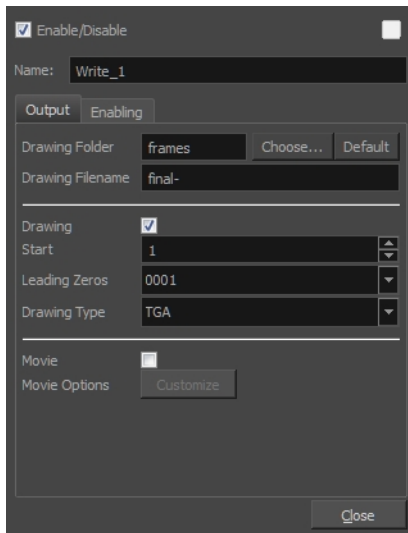 Enable/Disable
Name: Write_1
Output Enabling
Drawing Folder frames Choose... Default
Drawing Filename final-
Drawing
Start 1
Leading Zeros 0001
Drawing Type TGA
Movie
Movie Options Customize
Close